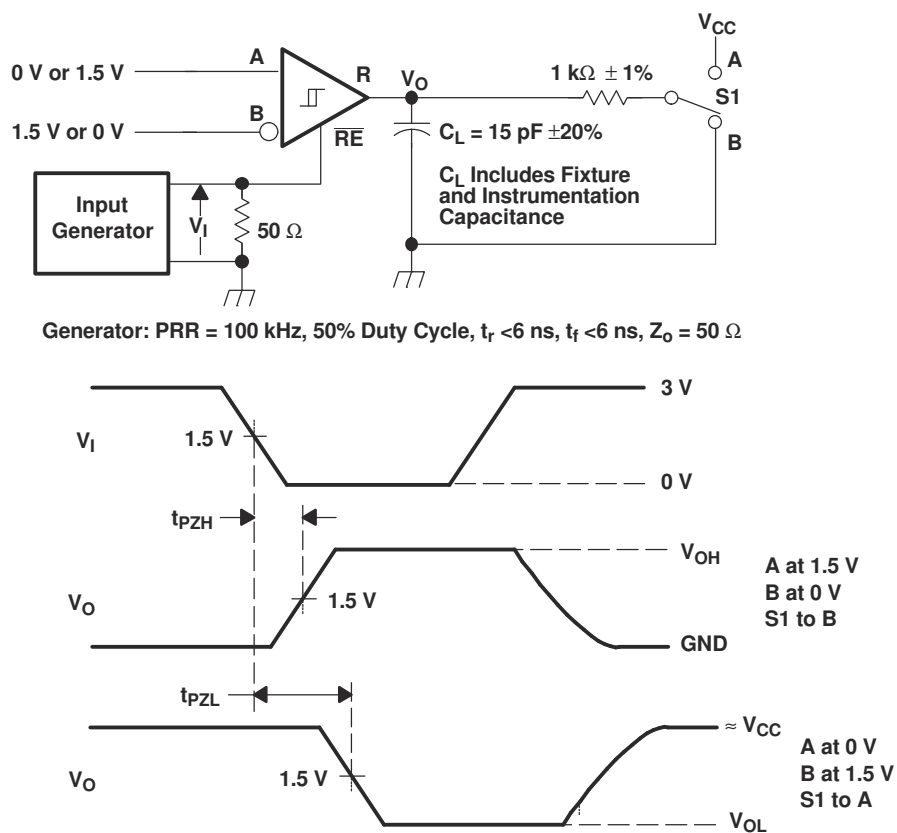 V_CC
A
0 V or 1.5 V
A
R
V_O
1 kΩ ± 1%
S1
B
1.5 V or 0 V
B
R̅E̅
C_L = 15 pF ±20%
C_L Includes Fixture
and Instrumentation
Capacitance
Input
Generator
V_I
50 Ω
Generator: PRR = 100 kHz, 50% Duty Cycle, t_r <6 ns, t_f <6 ns, Z_o = 50 Ω
3 V
V_I
1.5 V
0 V
t_PZH
V_OH
A at 1.5 V
B at 0 V
S1 to B
V_O
1.5 V
GND
t_PZL
≈ V_CC
A at 0 V
B at 1.5 V
S1 to A
V_O
1.5 V
V_OL